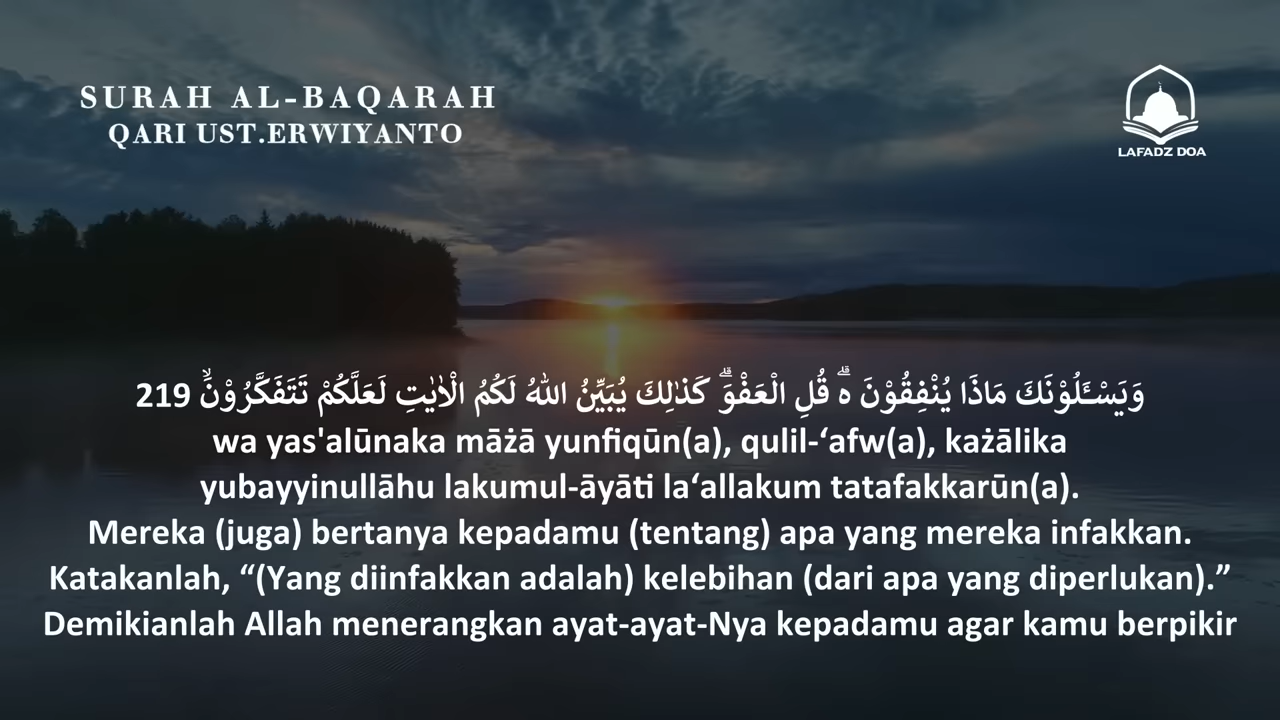 SURAH AL-BAQARAH
QARI UST.ERWIYANTO
LAFADZ DOA
وَيَسْـَٔلُوْنَكَ مَاذَا يُنْفِقُوْنَ ەۗ قُلِ الْعَفْوَۗ كَذٰلِكَ يُبَيِّنُ اللّٰهُ لَكُمُ الْاٰيٰتِ لَعَلَّكُمْ تَتَفَكَّرُوْنَۙ 219
wa yas'alūnaka māżā yunfiqūn(a), qulil-‘afw(a), każālika
yubayyinullāhu lakumul-āyāti la‘allakum tatafakkarūn(a).
Mereka (juga) bertanya kepadamu (tentang) apa yang mereka infakkan.
Katakanlah, “(Yang diinfakkan adalah) kelebihan (dari apa yang diperlukan).”
Demikianlah Allah menerangkan ayat-ayat-Nya kepadamu agar kamu berpikir